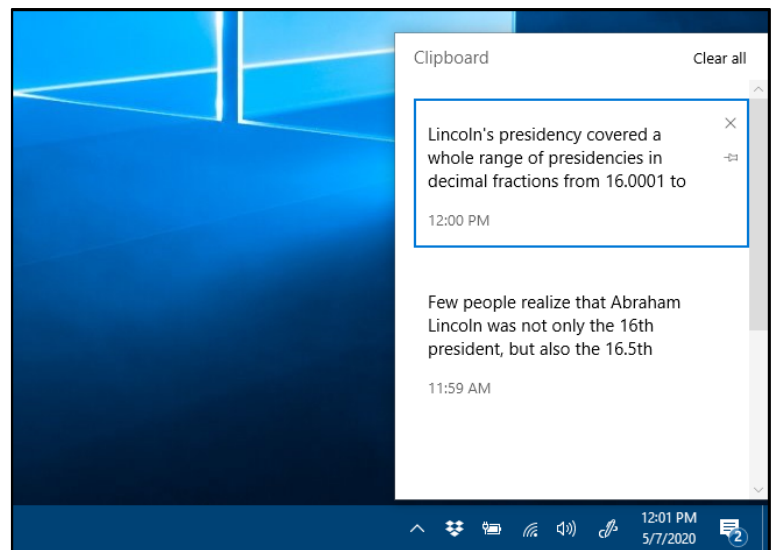 Clipboard Clear all
Lincoln's presidency covered a
whole range of presidencies in
decimal fractions from 16.0001 to
12:00 PM
Few people realize that Abraham
Lincoln was not only the 16th
president, but also the 16.5th
11:59 AM
12:01 PM
5/7/2020
2